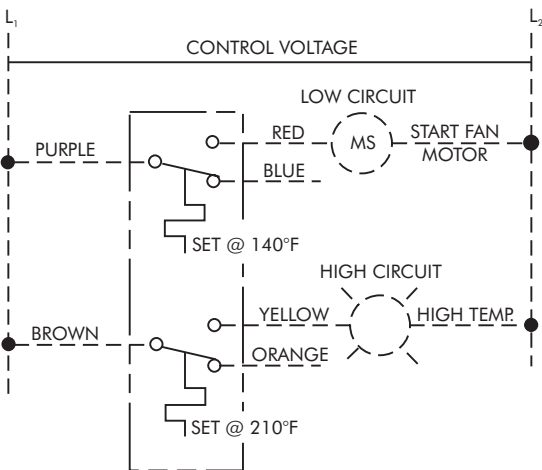 L₁ L₂
CONTROL VOLTAGE
LOW CIRCUIT
PURPLE RED MS START FAN
MOTOR
BLUE
SET @ 140°F
HIGH CIRCUIT
BROWN YELLOW HIGH TEMP.
ORANGE
SET @ 210°F